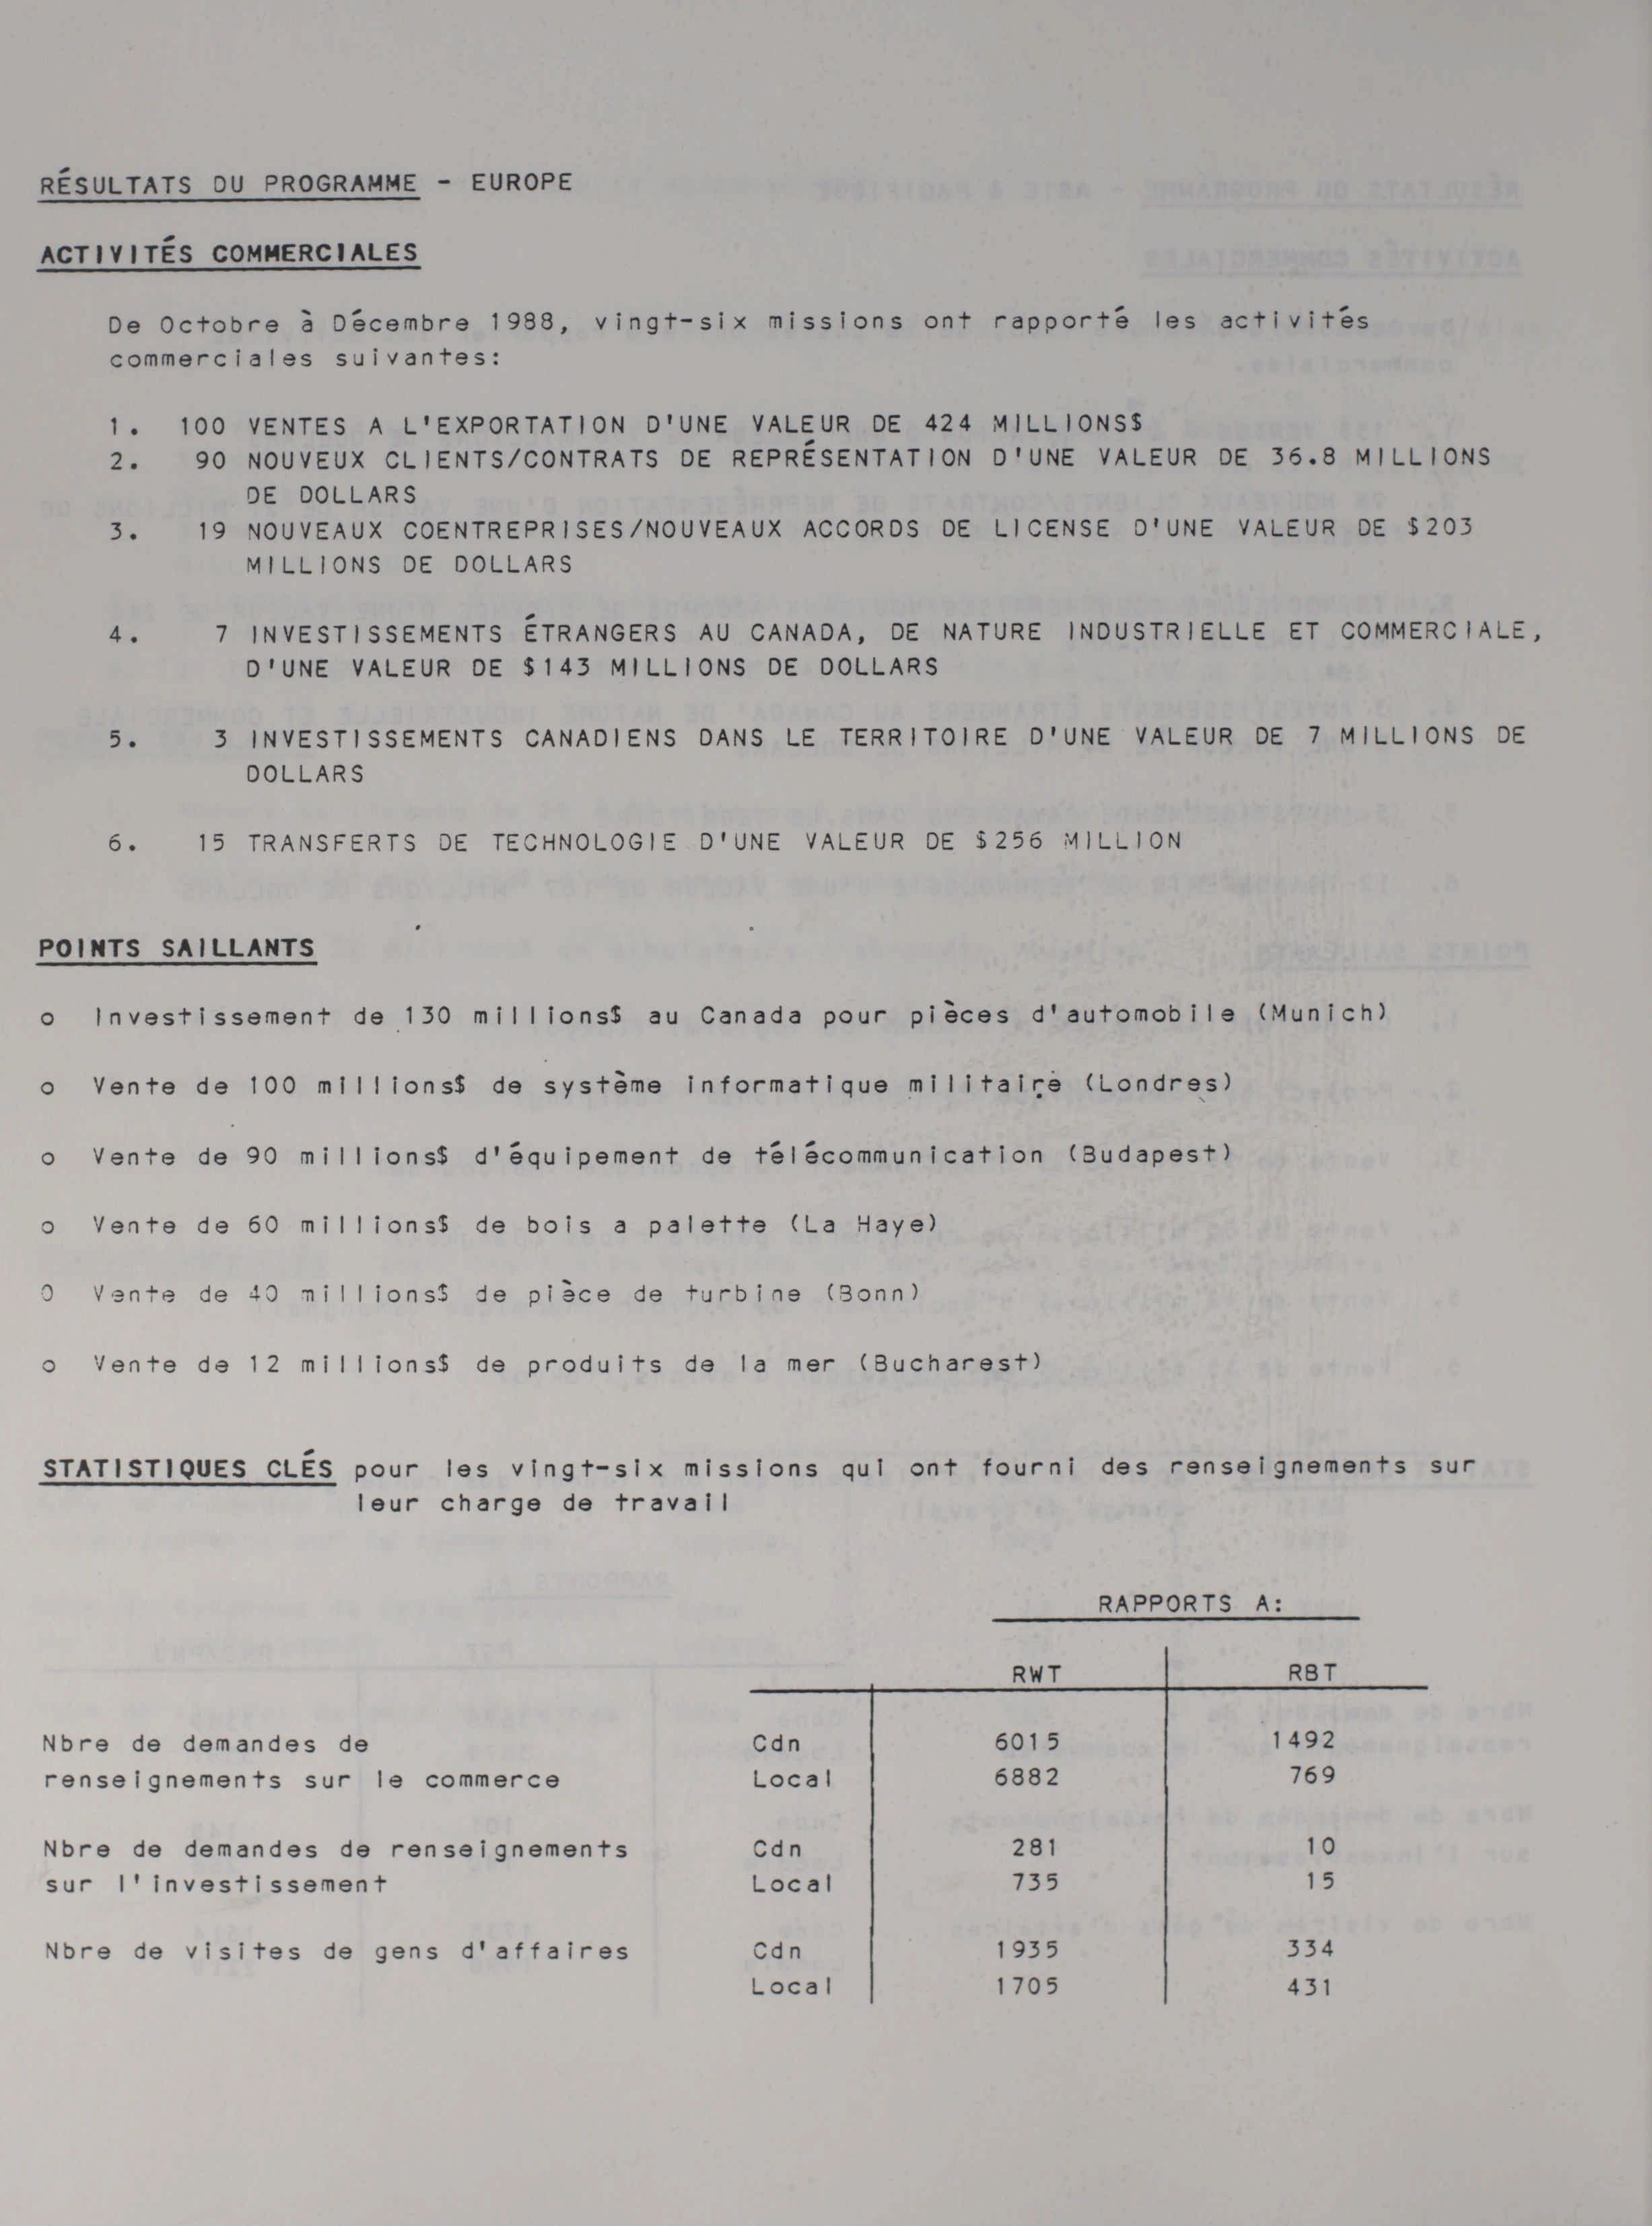 RÉSULTATS DU PROGRAMME - EUROPE
ACTIVITÉS COMMERCIALES
De Octobre à Décembre 1988, vingt-six missions ont rapporté les activités
commerciales suivantes:
1. 100 VENTES A L'EXPORTATION D'UNE VALEUR DE 424 MILLIONS$
2. 90 NOUVEUX CLIENTS/CONTRATS DE REPRÉSENTATION D'UNE VALEUR DE 36.8 MILLIONS
DE DOLLARS
3. 19 NOUVEAUX COENTREPRISES/NOUVEAUX ACCORDS DE LICENSE D'UNE VALEUR DE $203
MILLIONS DE DOLLARS
4. 7 INVESTISSEMENTS ÉTRANGERS AU CANADA, DE NATURE INDUSTRIELLE ET COMMERCIALE,
D'UNE VALEUR DE $143 MILLIONS DE DOLLARS
5. 3 INVESTISSEMENTS CANADIENS DANS LE TERRITOIRE D'UNE VALEUR DE 7 MILLIONS DE
DOLLARS
6. 15 TRANSFERTS DE TECHNOLOGIE D'UNE VALEUR DE $256 MILLION
POINTS SAILLANTS
o Investissement de 130 millions$ au Canada pour pièces d'automobile (Munich)
o Vente de 100 millions$ de système informatique militaire (Londres)
o Vente de 90 millions$ d'équipement de télécommunication (Budapest)
o Vente de 60 millions$ de bois a palette (La Haye)
O Vente de 40 millions$ de pièce de turbine (Bonn)
o Vente de 12 millions$ de produits de la mer (Bucharest)
STATISTIQUES CLÉS pour les vingt-six missions qui ont fourni des renseignements sur
leur charge de travail
RAPPORTS A:
RWT RBT
Nbre de demandes de Cdn 6015 1492
renseignements sur le commerce Local 6882 769
Nbre de demandes de renseignements Cdn 281 10
sur l'investissement Local 735 15
Nbre de visites de gens d'affaires Cdn 1935 334
Local 1705 431